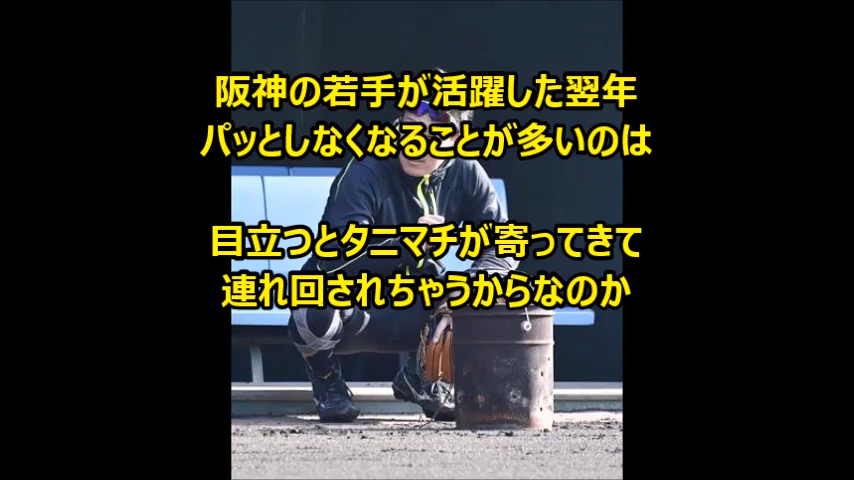 阪神の若手が活躍した翌年
パッとしなくなることが多いのは
目立つとタニマチが寄ってきて
連れ回されちゃうからなのか